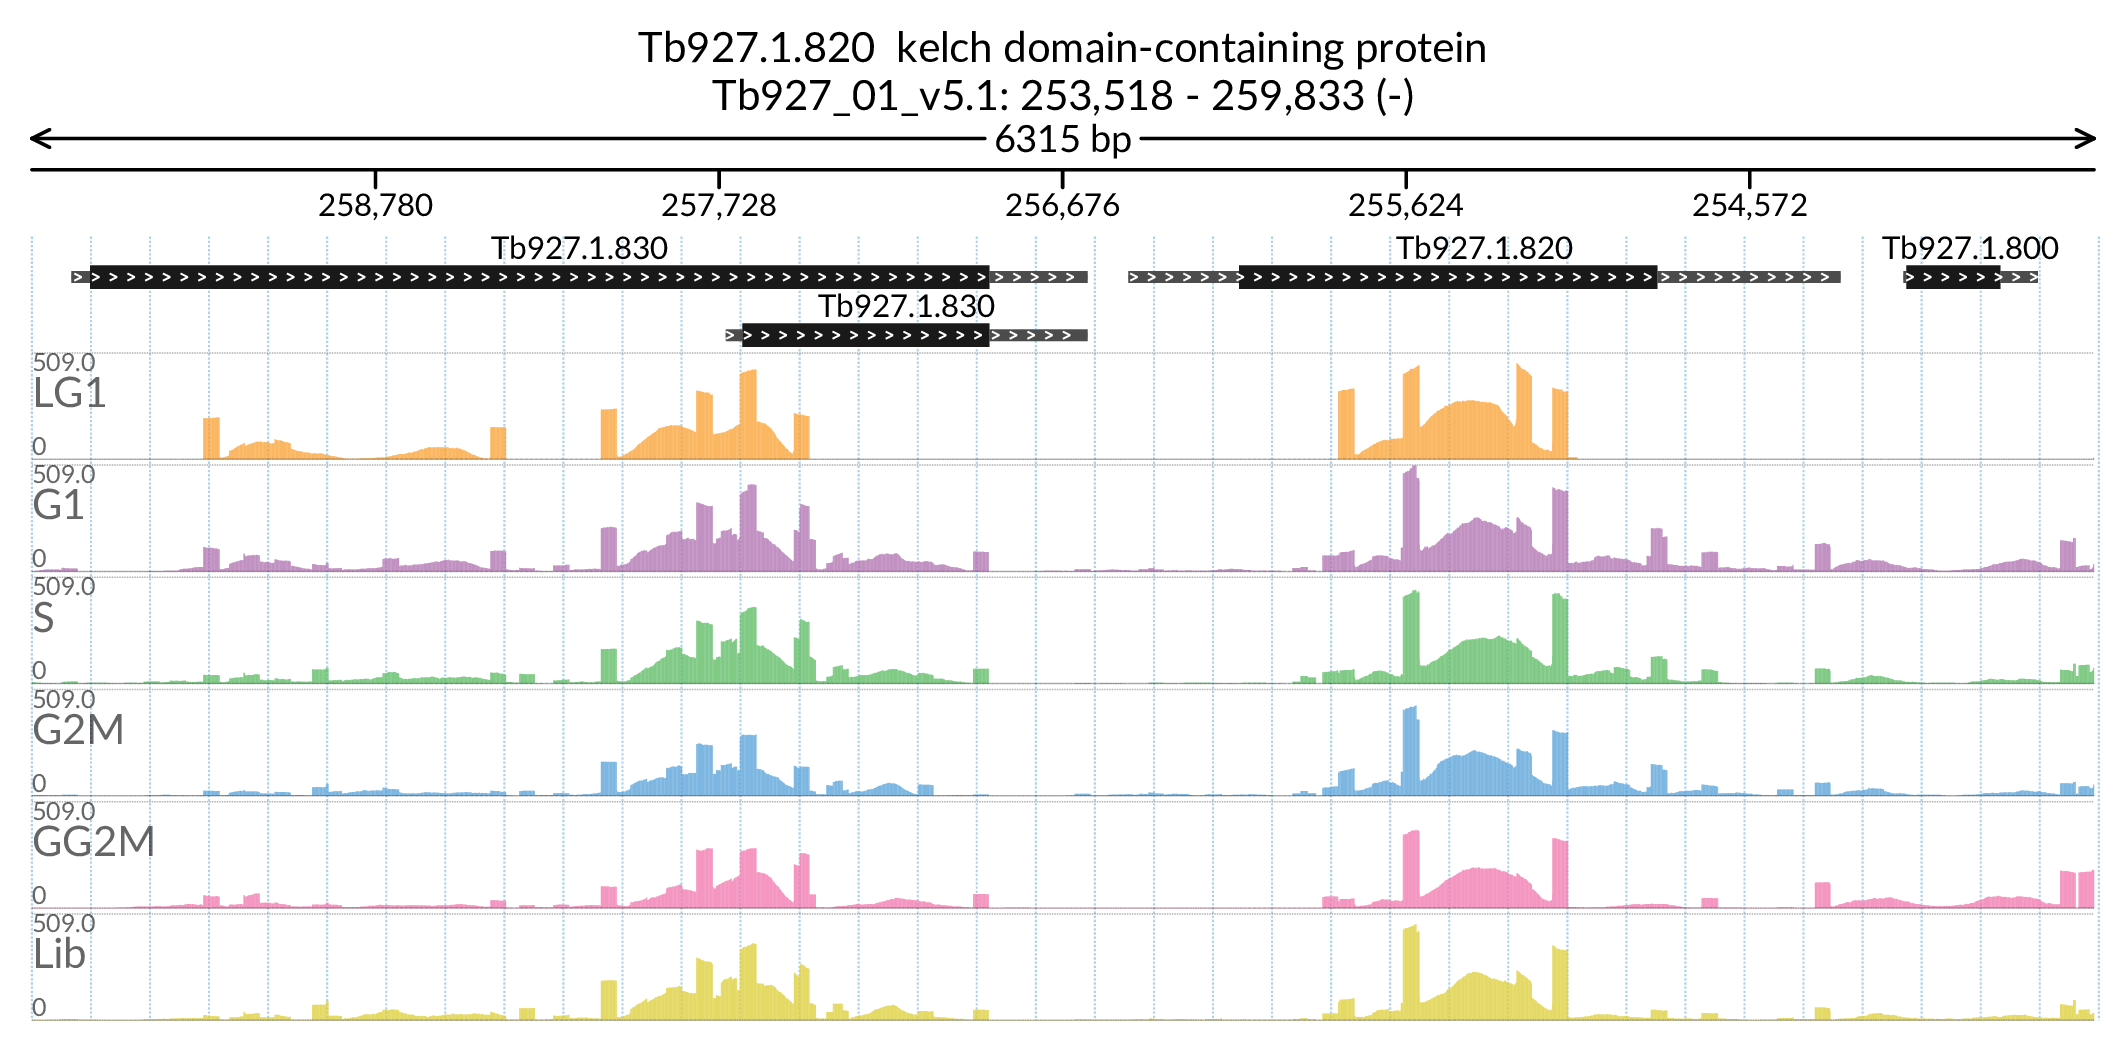 Tb927.1.820  kelch domain-containing protein
Tb927_01_v5.1: 253,518 - 259,833 (-)
6315 bp
258,780 257,728 256,676 255,624 254,572
Tb927.1.830 Tb927.1.820 Tb927.1.800
Tb927.1.830
509.0
LG1
0
509.0
G1
0
509.0
S
0
509.0
G2M
0
509.0
GG2M
0
509.0
Lib
0